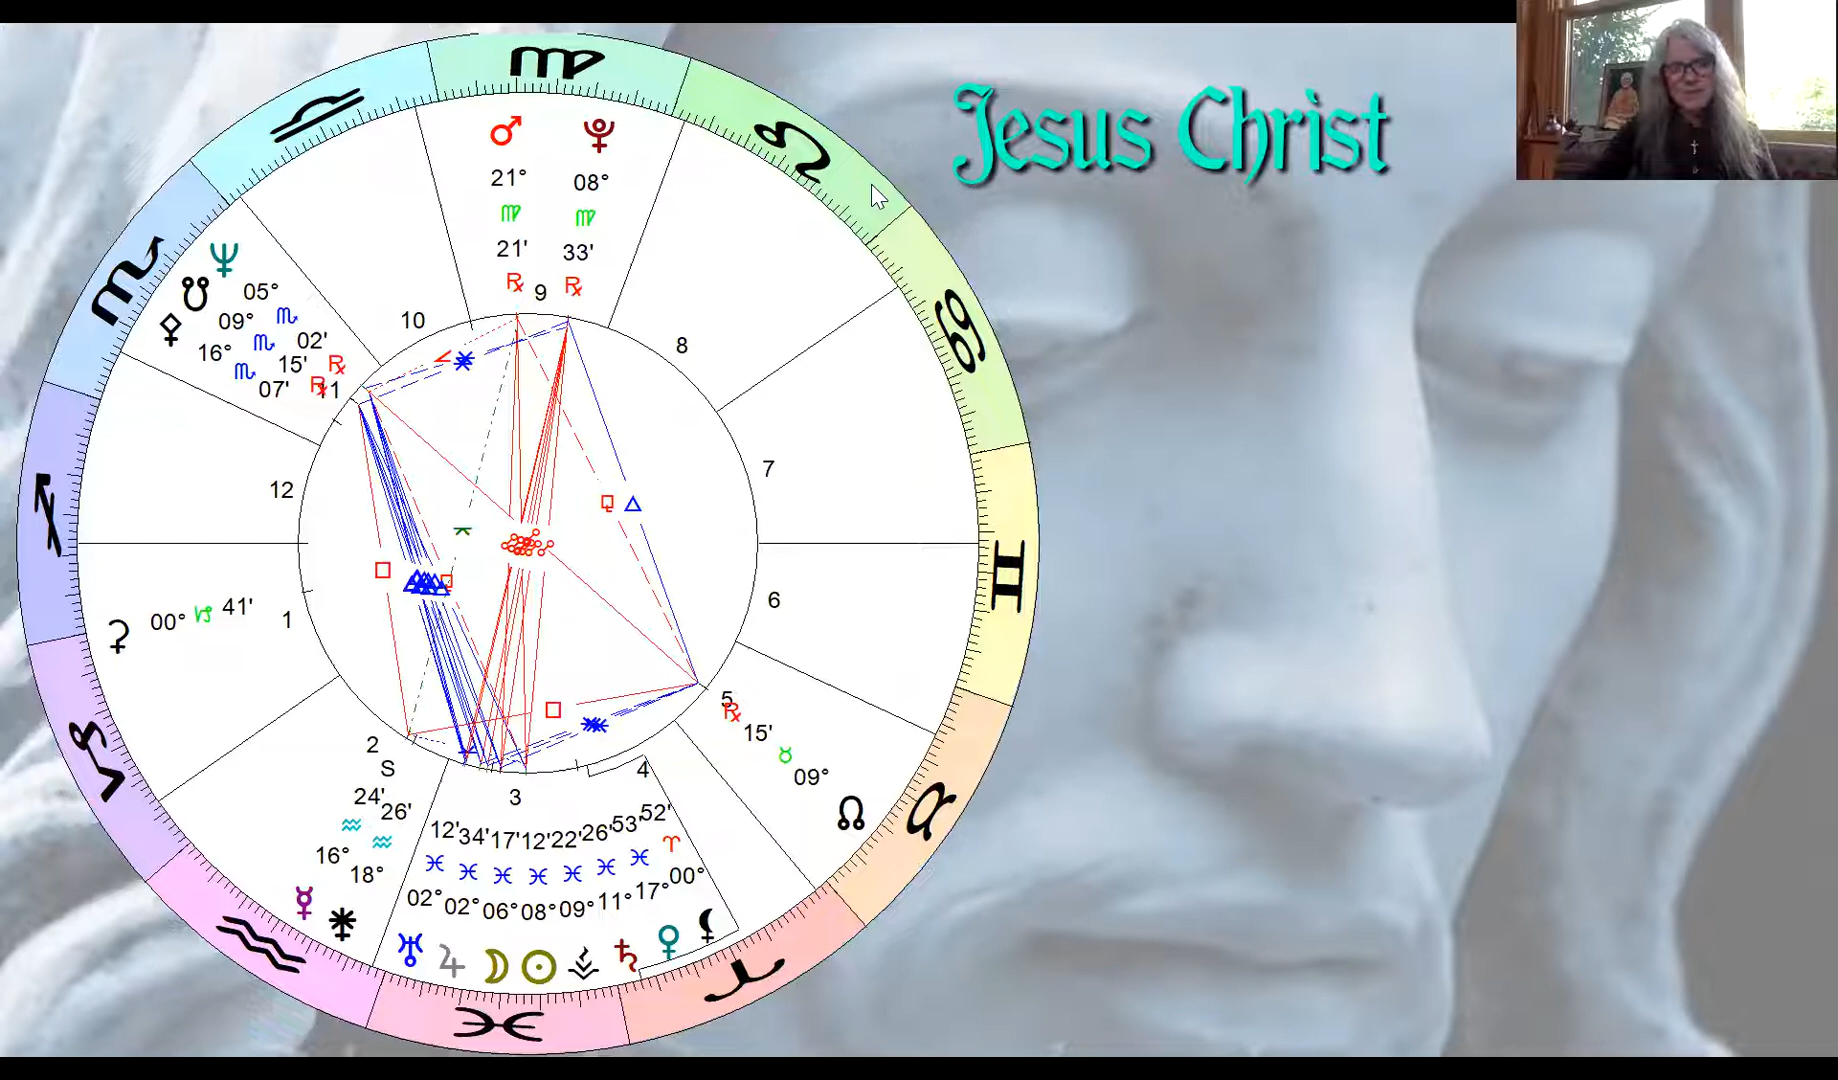 Jesus Christ
21° 08°
♍ ♍
21' 33'
℞ ℞
9
10
8
05°
09° ♏
16° ♏ 02'
♏ 15' ℞
07' ℞ 11
7
12
00° ♑ 41'
1
6
5
℞
15'
♉
09°
2
S
24' 26'
♒ ♒
16° 18°
4
3
12' 34' 17' 12' 22' 26' 53' 52'
♓ ♓ ♓ ♓ ♓ ♓ ♓ ♈
02° 02° 06° 08° 09° 11° 17° 00°